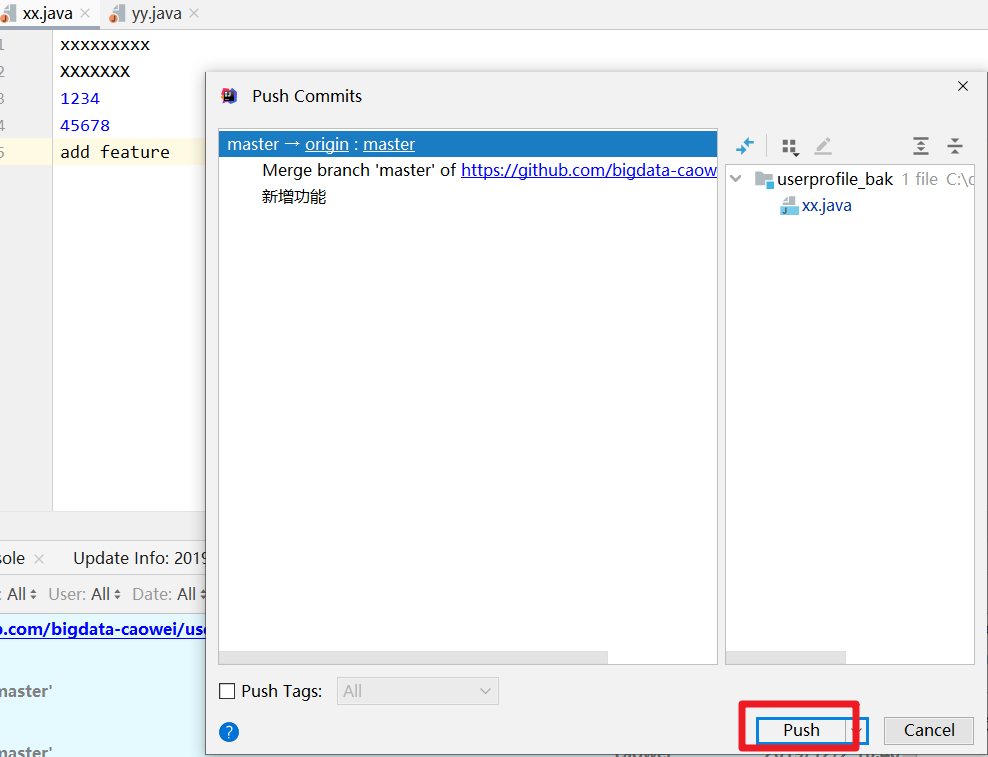 xx.java
yy.java
1 xxxxxxxxx
2 XXXXXXX
3 1234
4 45678
5 add feature
Push Commits
master → origin : master
Merge branch 'master' of https://github.com/bigdata-caow
新增功能
userprofile_bak 1 file C:\
xx.java
sole
Update Info: 2019
: All User: All Date: All
b.com/bigdata-caowei/use
master'
master'
Push Tags: All
? Push Cancel